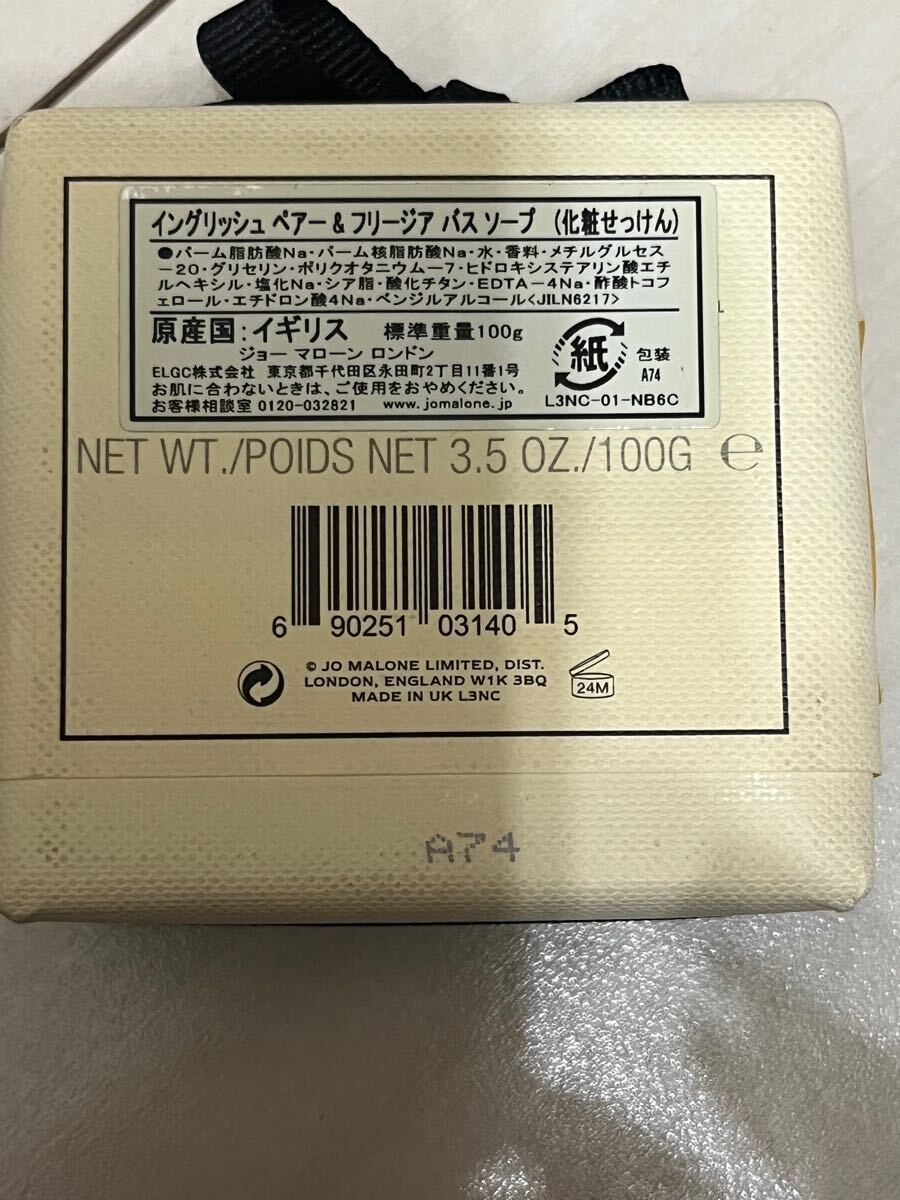 イングリッシュ ペアー & フリージア バス ソープ (化粧せっけん)
●パーム脂肪酸Na・パーム核脂肪酸Na・水・香料・メチルグルセス
-20・グリセリン・ポリクオタニウム-7・ヒドロキシステアリン酸エチ
ルヘキシル・塩化Na・シア脂・酸化チタン・EDTA-4Na・酢酸トコフ
ェロール・エチドロン酸4Na・ベンジルアルコール<JILN6217>
原産国:イギリス 標準重量100g
ジョー マローン ロンドン
ELGC株式会社 東京都千代田区永田町2丁目11番1号
お肌に合わないときは、ご使用をおやめください。
お客様相談室 0120-032821 www.jomalone.jp
紙 包装
A74
L3NC-01-NB6C
NET WT./POIDS NET 3.5 OZ./100G ℮
6 90251 03140 5
© JO MALONE LIMITED, DIST.
LONDON, ENGLAND W1K 3BQ
MADE IN UK L3NC
24M
A74